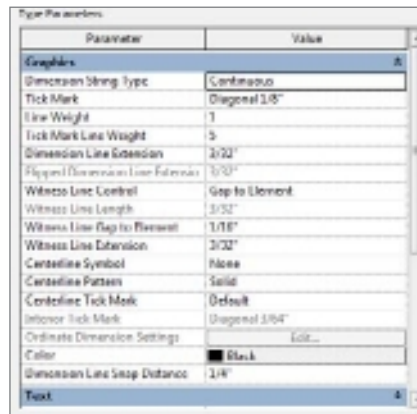 Type Parameters
Parameter Value
Graphics
Dimension String Type Continuous
Tick Mark Diagonal 1/8"
Line Weight 1
Tick Mark Line Weight 5
Dimension Line Extension 3/32"
Flipped Dimension Line Extensio 3/32"
Witness Line Control Gap to Element
Witness Line Length 3/32"
Witness Line Gap to Element 1/16"
Witness Line Extension 3/32"
Centerline Symbol None
Centerline Pattern Solid
Centerline Tick Mark Default
Interior Tick Mark Diagonal 3/64"
Ordinate Dimension Settings Edit...
Color Black
Dimension Line Snap Distance 1/4"
Text